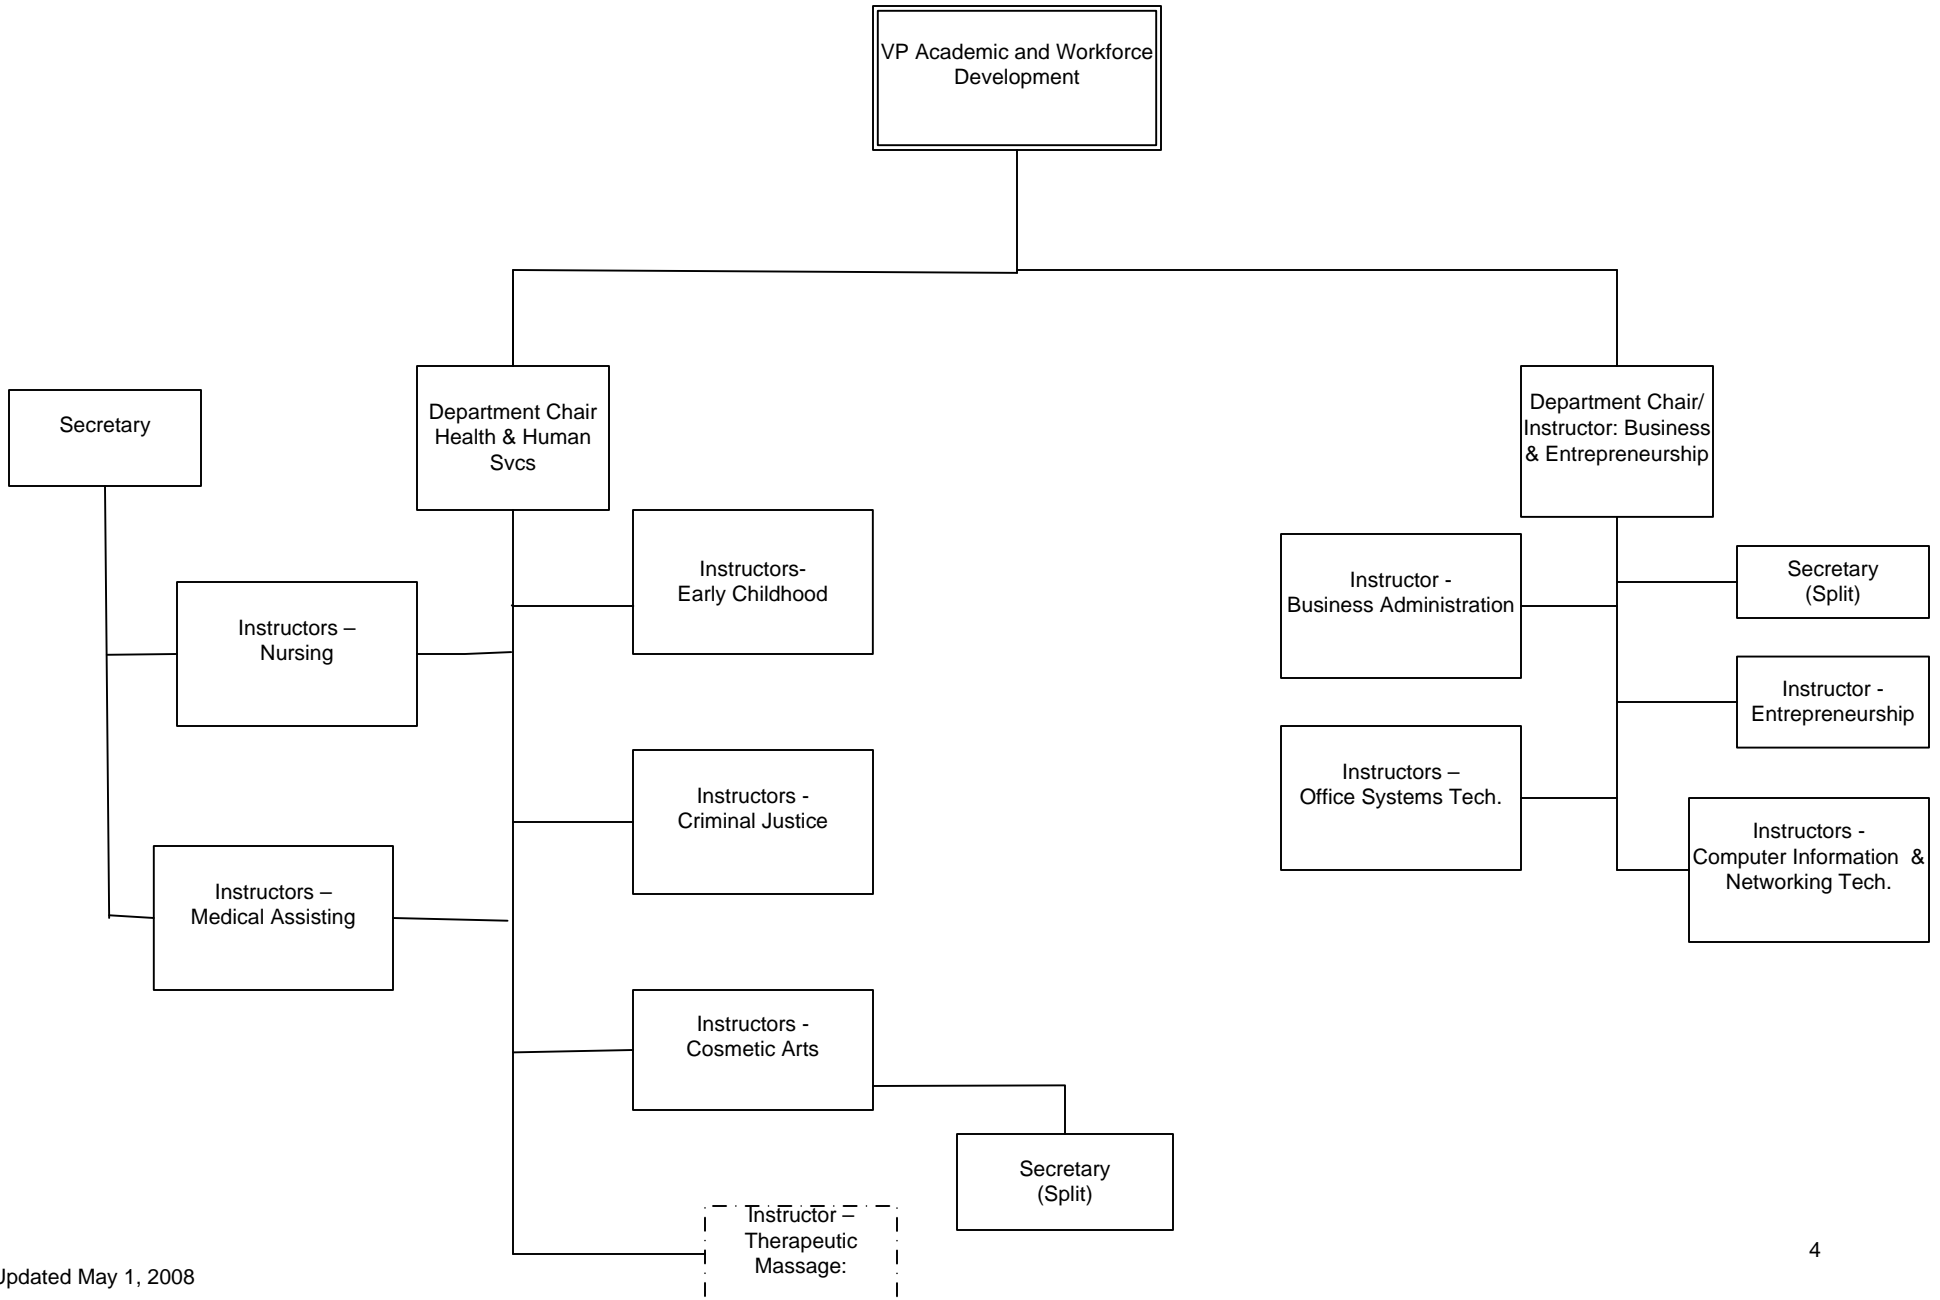 VP Academic and Workforce
Development
Secretary
Department Chair
Health & Human
Svcs
Department Chair/
Instructor: Business
& Entrepreneurship
Instructors-
Early Childhood
Instructor -
Business Administration
Secretary
(Split)
Instructors –
Nursing
Instructor -
Entrepreneurship
Instructors -
Criminal Justice
Instructors –
Office Systems Tech.
Instructors -
Computer Information &
Networking Tech.
Instructors –
Medical Assisting
Instructors -
Cosmetic Arts
Secretary
(Split)
Instructor –
Therapeutic
Massage:
4
Updated May 1, 2008